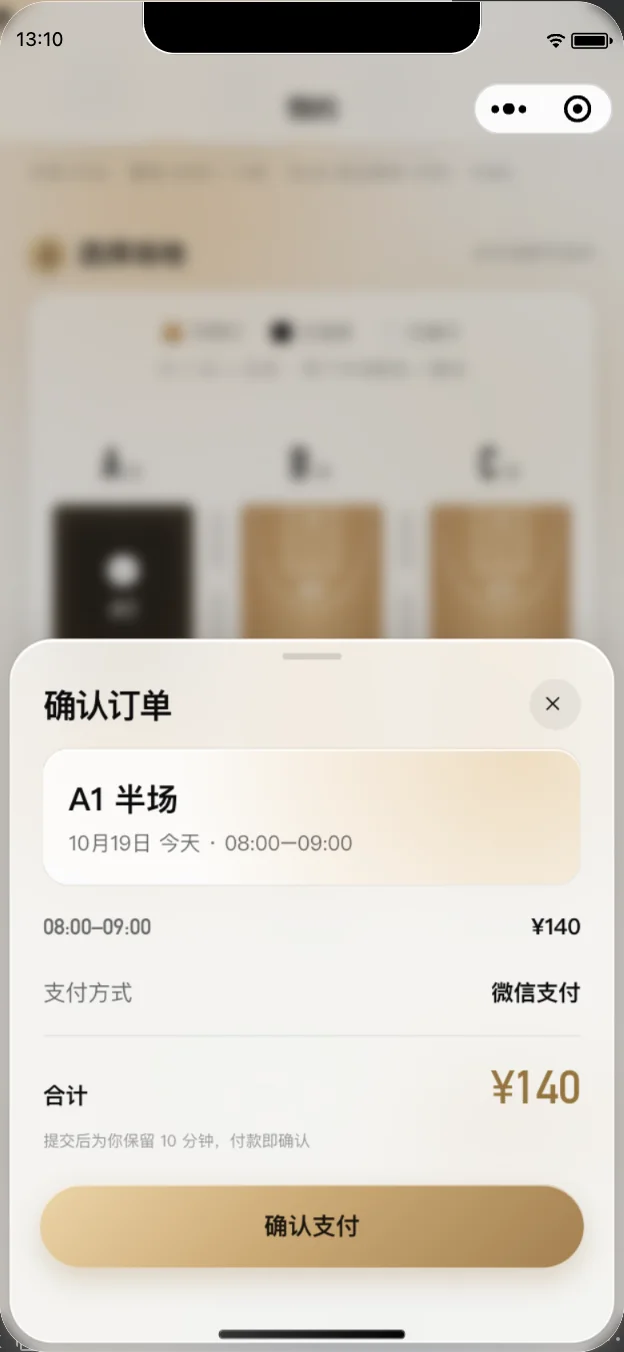 13:10
A
B
C
A1
确认订单
A1 半场
10月19日 今天 · 08:00—09:00
08:00–09:00 ¥140
支付方式 微信支付
合计 ¥140
提交后为你保留 10 分钟，付款即确认
确认支付